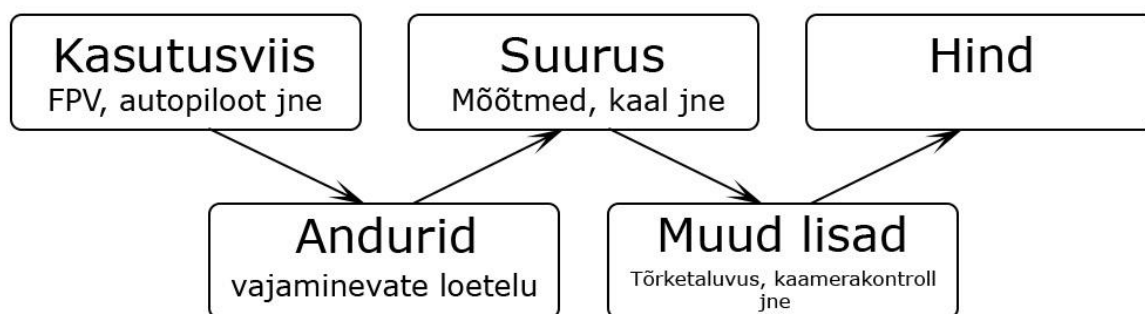 Kasutusviis
FPV, autopiloot jne
Andurid
vajaminevate loetelu
Suurus
Mõõtmed, kaal jne
Muud lisad
Tõrketaluvus, kaamerakontroll
jne
Hind